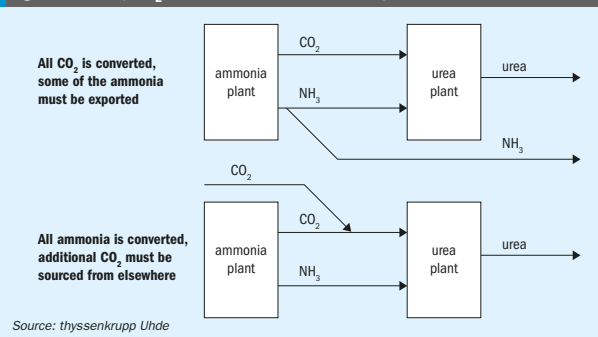 All CO₂ is converted,
some of the ammonia
must be exported
ammonia
plant
CO₂
NH₃
urea
plant
urea
NH₃
CO₂
All ammonia is converted,
additional CO₂ must be
sourced from elsewhere
ammonia
plant
CO₂
NH₃
urea
plant
urea
Source: thyssenkrupp Uhde